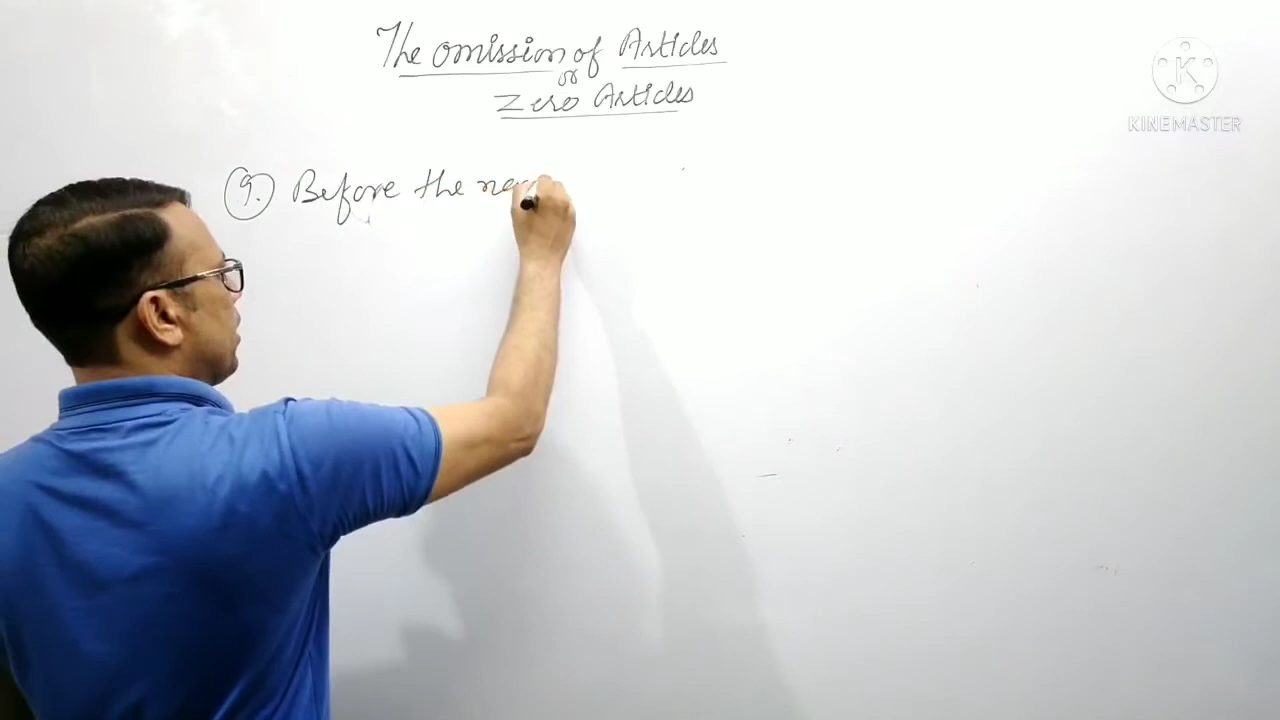 The omission of Articles
or
Zero Articles
9. Before the
K
KINEMASTER